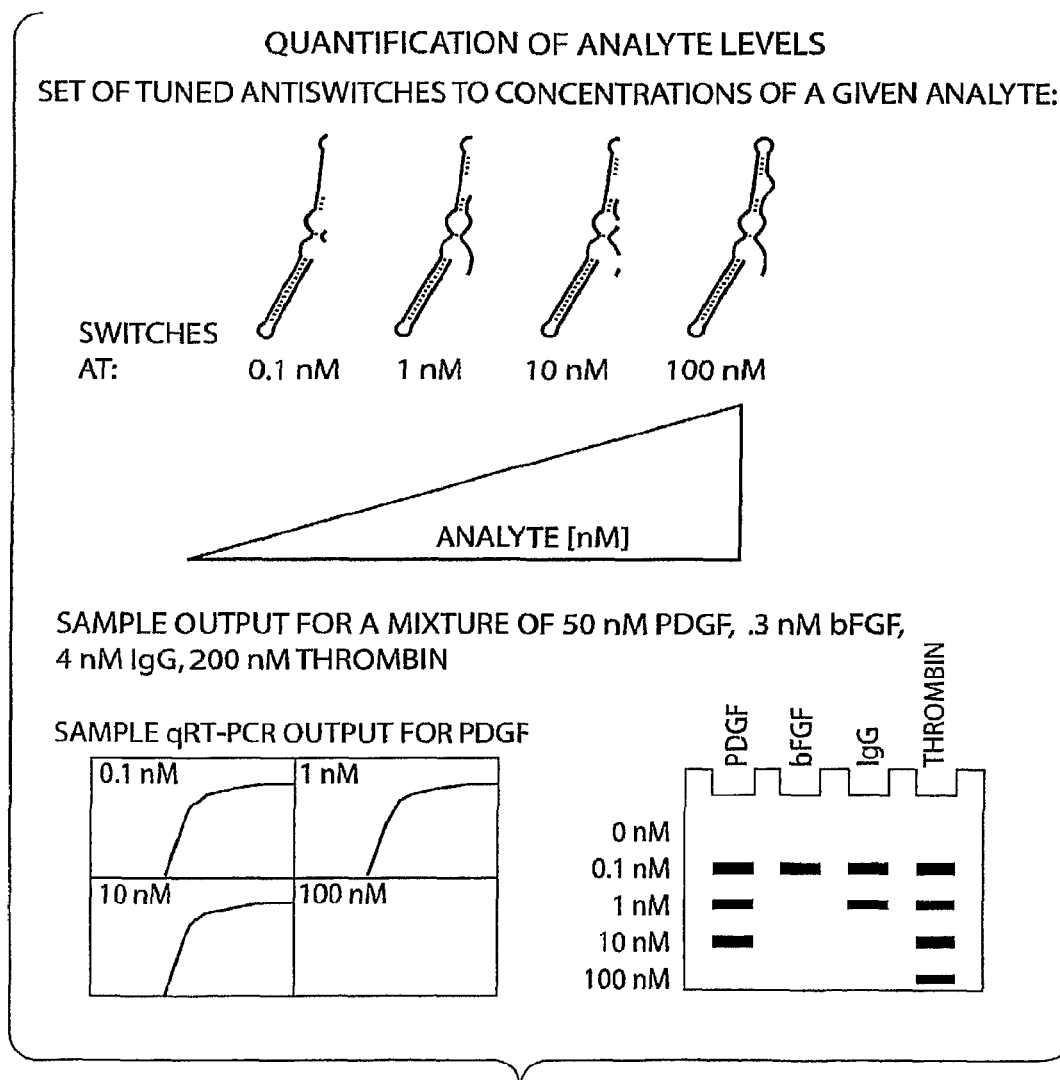 QUANTIFICATION OF ANALYTE LEVELS
SET OF TUNED ANTISWITCHES TO CONCENTRATIONS OF A GIVEN ANALYTE:
SWITCHES
AT:
0.1 nM 1 nM 10 nM 100 nM
ANALYTE [nM]
SAMPLE OUTPUT FOR A MIXTURE OF 50 nM PDGF, .3 nM bFGF,
4 nM IgG, 200 nM THROMBIN
SAMPLE qRT-PCR OUTPUT FOR PDGF
0.1 nM 1 nM
10 nM 100 nM
PDGF
bFGF
IgG
THROMBIN
0 nM
0.1 nM
1 nM
10 nM
100 nM